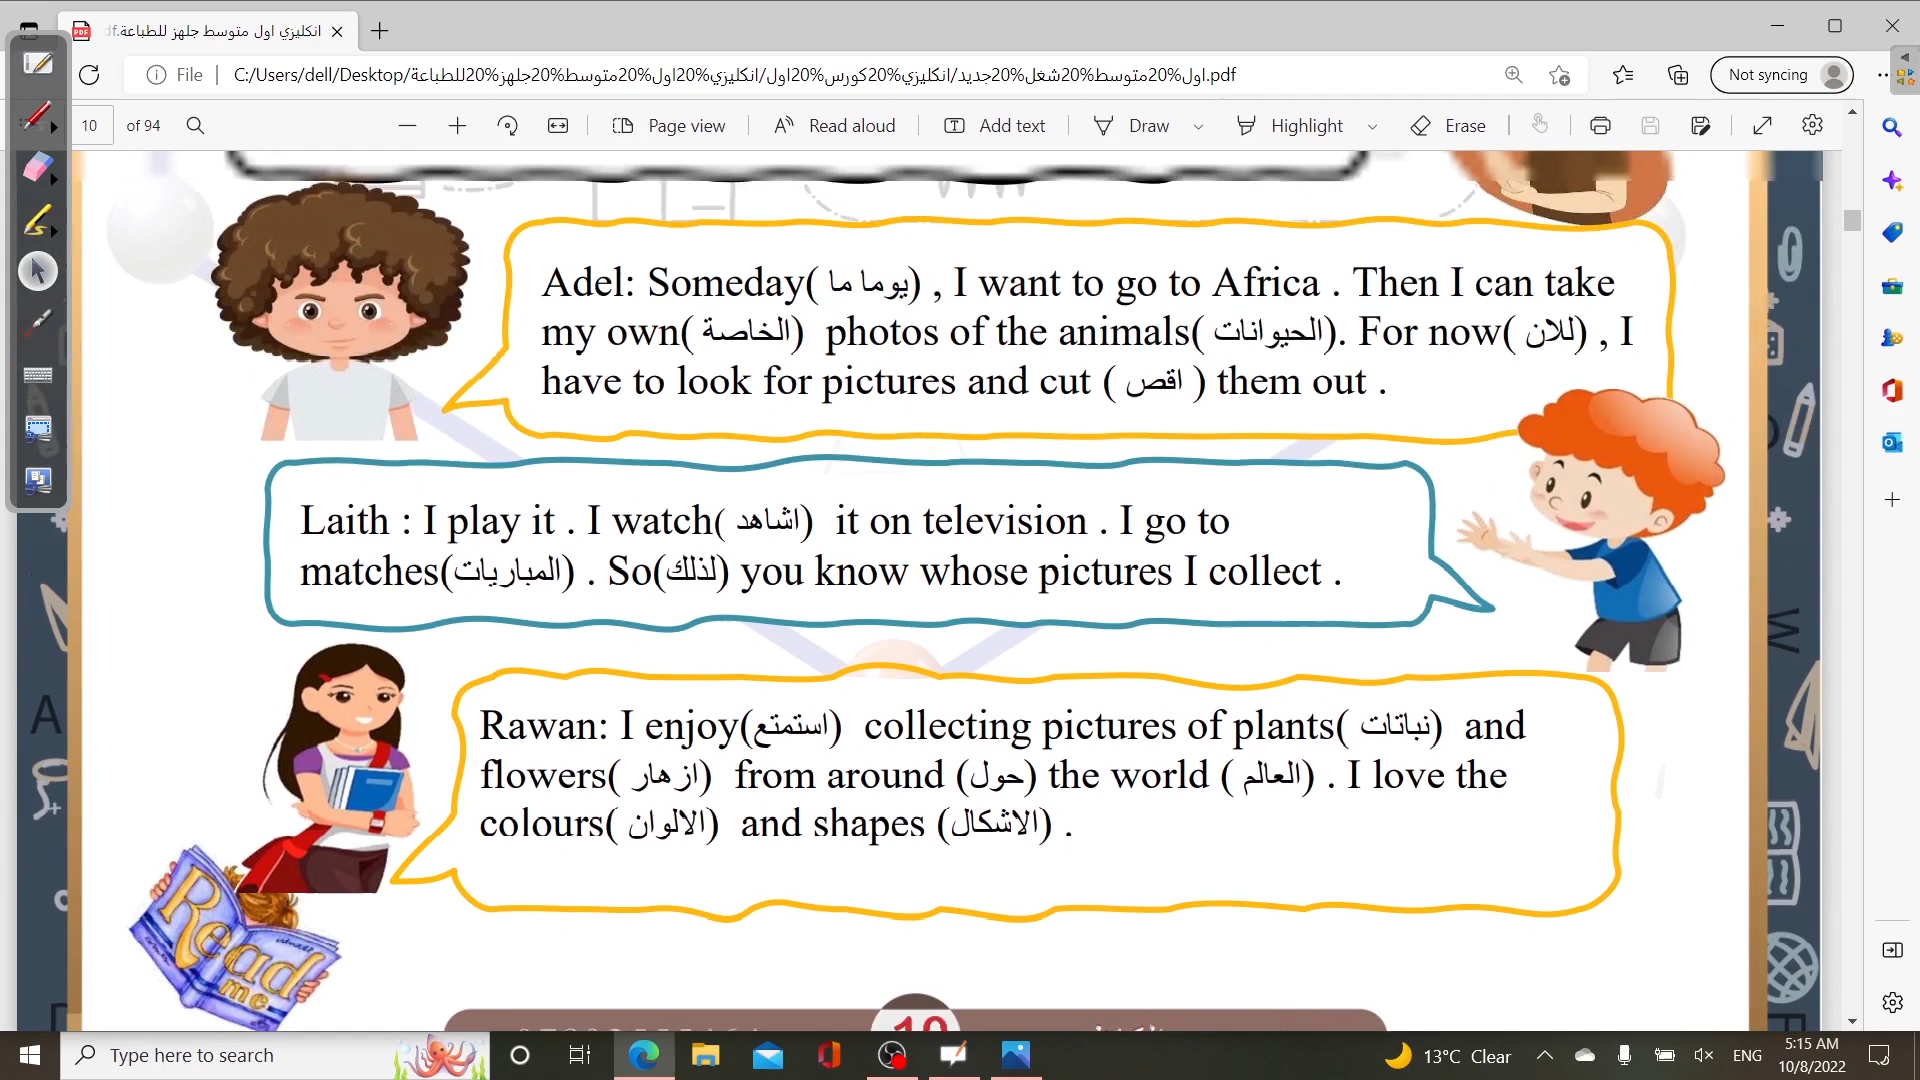 انكليزي اول متوسط جلهز للطباعة.pdf
File
C:/Users/dell/Desktop/اول%20متوسط%20شغل%20جديد/انكليزي%20كورس%20اول/انكليزي%20اول%20متوسط%20جلهز%20للطباعة.pdf
Not syncing
10 of 94
Page view
Read aloud
Add text
Draw
Highlight
Erase
Adel: Someday( يوما ما) , I want to go to Africa . Then I can take
my own( الخاصة) photos of the animals( الحيوانات). For now( للان) , I
have to look for pictures and cut ( اقص ) them out .
Laith : I play it . I watch( اشاهد) it on television . I go to
matches(المباريات) . So(لذلك) you know whose pictures I collect .
Rawan: I enjoy(استمتع) collecting pictures of plants( نباتات) and
flowers( ازهار) from around (حول) the world ( العالم) . I love the
colours( الالوان) and shapes (الاشكال) .
Read
me
10
Type here to search
13°C Clear
ENG
5:15 AM
10/8/2022